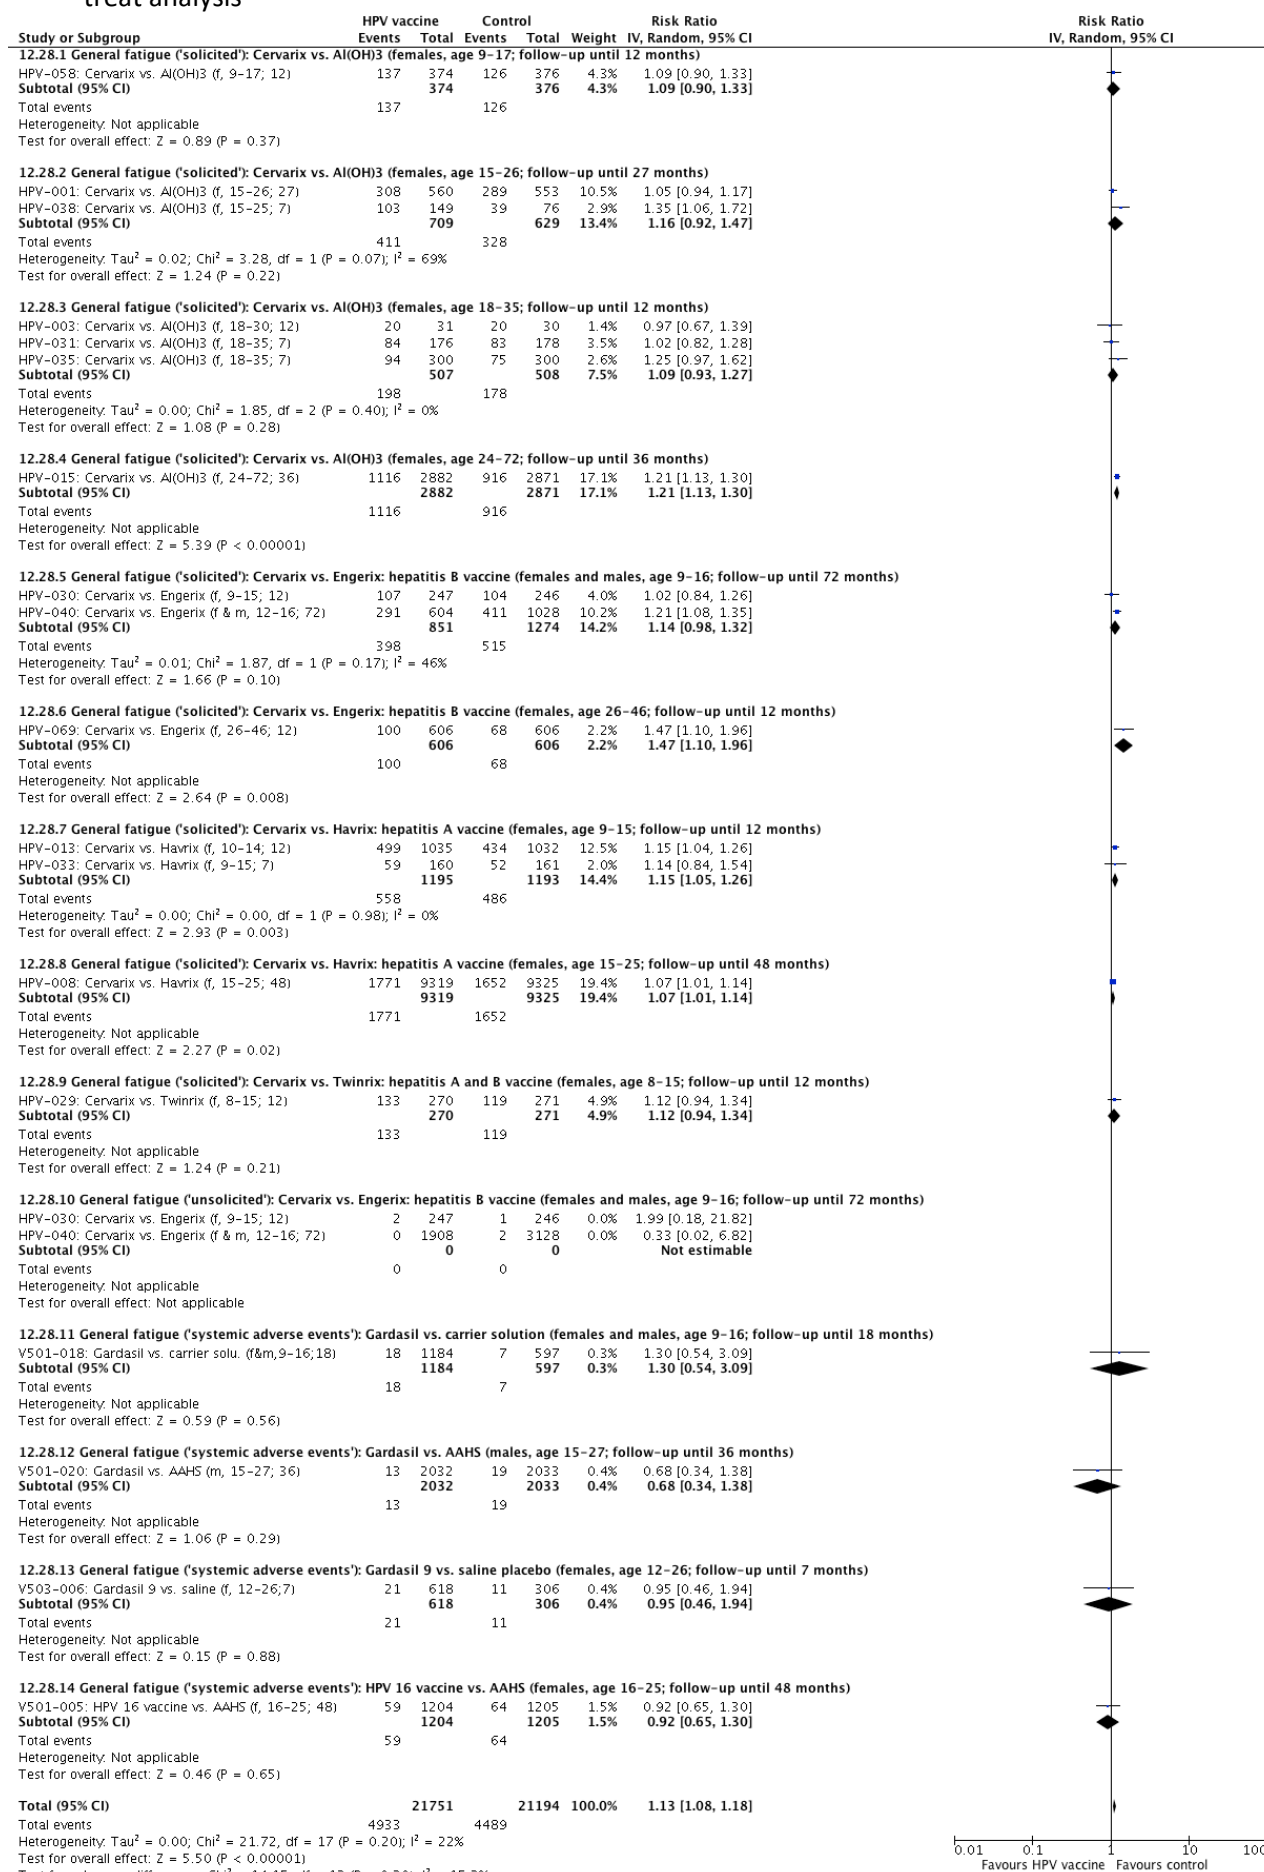 treat analysis
HPV vaccine Control Risk Ratio Risk Ratio
Study or Subgroup Events Total Events Total Weight IV, Random, 95% CI IV, Random, 95% CI
12.28.1 General fatigue ('solicited'): Cervarix vs. Al(OH)3 (females, age 9–17; follow–up until 12 months)
HPV–058: Cervarix vs. Al(OH)3 (f, 9–17; 12) 137 374 126 376 4.3% 1.09 [0.90, 1.33]
Subtotal (95% CI) 374 376 4.3% 1.09 [0.90, 1.33]
Total events 137 126
Heterogeneity: Not applicable
Test for overall effect: Z = 0.89 (P = 0.37)
12.28.2 General fatigue ('solicited'): Cervarix vs. Al(OH)3 (females, age 15–26; follow–up until 27 months)
HPV–001: Cervarix vs. Al(OH)3 (f, 15–26; 27) 308 560 289 553 10.5% 1.05 [0.94, 1.17]
HPV–038: Cervarix vs. Al(OH)3 (f, 15–25; 7) 103 149 39 76 2.9% 1.35 [1.06, 1.72]
Subtotal (95% CI) 709 629 13.4% 1.16 [0.92, 1.47]
Total events 411 328
Heterogeneity: Tau² = 0.02; Chi² = 3.28, df = 1 (P = 0.07); I² = 69%
Test for overall effect: Z = 1.24 (P = 0.22)
12.28.3 General fatigue ('solicited'): Cervarix vs. Al(OH)3 (females, age 18–35; follow–up until 12 months)
HPV–003: Cervarix vs. Al(OH)3 (f, 18–30; 12) 20 31 20 30 1.4% 0.97 [0.67, 1.39]
HPV–031: Cervarix vs. Al(OH)3 (f, 18–35; 7) 84 176 83 178 3.5% 1.02 [0.82, 1.28]
HPV–035: Cervarix vs. Al(OH)3 (f, 18–35; 7) 94 300 75 300 2.6% 1.25 [0.97, 1.62]
Subtotal (95% CI) 507 508 7.5% 1.09 [0.93, 1.27]
Total events 198 178
Heterogeneity: Tau² = 0.00; Chi² = 1.85, df = 2 (P = 0.40); I² = 0%
Test for overall effect: Z = 1.08 (P = 0.28)
12.28.4 General fatigue ('solicited'): Cervarix vs. Al(OH)3 (females, age 24–72; follow–up until 36 months)
HPV–015: Cervarix vs. Al(OH)3 (f, 24–72; 36) 1116 2882 916 2871 17.1% 1.21 [1.13, 1.30]
Subtotal (95% CI) 2882 2871 17.1% 1.21 [1.13, 1.30]
Total events 1116 916
Heterogeneity: Not applicable
Test for overall effect: Z = 5.39 (P < 0.00001)
12.28.5 General fatigue ('solicited'): Cervarix vs. Engerix: hepatitis B vaccine (females and males, age 9–16; follow–up until 72 months)
HPV–030: Cervarix vs. Engerix (f, 9–15; 12) 107 247 104 246 4.0% 1.02 [0.84, 1.26]
HPV–040: Cervarix vs. Engerix (f & m, 12–16; 72) 291 604 411 1028 10.2% 1.21 [1.08, 1.35]
Subtotal (95% CI) 851 1274 14.2% 1.14 [0.98, 1.32]
Total events 398 515
Heterogeneity: Tau² = 0.01; Chi² = 1.87, df = 1 (P = 0.17); I² = 46%
Test for overall effect: Z = 1.66 (P = 0.10)
12.28.6 General fatigue ('solicited'): Cervarix vs. Engerix: hepatitis B vaccine (females, age 26–46; follow–up until 12 months)
HPV–069: Cervarix vs. Engerix (f, 26–46; 12) 100 606 68 606 2.2% 1.47 [1.10, 1.96]
Subtotal (95% CI) 606 606 2.2% 1.47 [1.10, 1.96]
Total events 100 68
Heterogeneity: Not applicable
Test for overall effect: Z = 2.64 (P = 0.008)
12.28.7 General fatigue ('solicited'): Cervarix vs. Havrix: hepatitis A vaccine (females, age 9–15; follow–up until 12 months)
HPV–013: Cervarix vs. Havrix (f, 10–14; 12) 499 1035 434 1032 12.5% 1.15 [1.04, 1.26]
HPV–033: Cervarix vs. Havrix (f, 9–15; 7) 59 160 52 161 2.0% 1.14 [0.84, 1.54]
Subtotal (95% CI) 1195 1193 14.4% 1.15 [1.05, 1.26]
Total events 558 486
Heterogeneity: Tau² = 0.00; Chi² = 0.00, df = 1 (P = 0.98); I² = 0%
Test for overall effect: Z = 2.93 (P = 0.003)
12.28.8 General fatigue ('solicited'): Cervarix vs. Havrix: hepatitis A vaccine (females, age 15–25; follow–up until 48 months)
HPV–008: Cervarix vs. Havrix (f, 15–25; 48) 1771 9319 1652 9325 19.4% 1.07 [1.01, 1.14]
Subtotal (95% CI) 9319 9325 19.4% 1.07 [1.01, 1.14]
Total events 1771 1652
Heterogeneity: Not applicable
Test for overall effect: Z = 2.27 (P = 0.02)
12.28.9 General fatigue ('solicited'): Cervarix vs. Twinrix: hepatitis A and B vaccine (females, age 8–15; follow–up until 12 months)
HPV–029: Cervarix vs. Twinrix (f, 8–15; 12) 133 270 119 271 4.9% 1.12 [0.94, 1.34]
Subtotal (95% CI) 270 271 4.9% 1.12 [0.94, 1.34]
Total events 133 119
Heterogeneity: Not applicable
Test for overall effect: Z = 1.24 (P = 0.21)
12.28.10 General fatigue ('unsolicited'): Cervarix vs. Engerix: hepatitis B vaccine (females and males, age 9–16; follow–up until 72 months)
HPV–030: Cervarix vs. Engerix (f, 9–15; 12) 2 247 1 246 0.0% 1.99 [0.18, 21.82]
HPV–040: Cervarix vs. Engerix (f & m, 12–16; 72) 0 1908 2 3128 0.0% 0.33 [0.02, 6.82]
Subtotal (95% CI) 0 0 Not estimable
Total events 0 0
Heterogeneity: Not applicable
Test for overall effect: Not applicable
12.28.11 General fatigue ('systemic adverse events'): Gardasil vs. carrier solution (females and males, age 9–16; follow–up until 18 months)
V501–018: Gardasil vs. carrier solu. (f&m,9–16;18) 18 1184 7 597 0.3% 1.30 [0.54, 3.09]
Subtotal (95% CI) 1184 597 0.3% 1.30 [0.54, 3.09]
Total events 18 7
Heterogeneity: Not applicable
Test for overall effect: Z = 0.59 (P = 0.56)
12.28.12 General fatigue ('systemic adverse events'): Gardasil vs. AAHS (males, age 15–27; follow–up until 36 months)
V501–020: Gardasil vs. AAHS (m, 15–27; 36) 13 2032 19 2033 0.4% 0.68 [0.34, 1.38]
Subtotal (95% CI) 2032 2033 0.4% 0.68 [0.34, 1.38]
Total events 13 19
Heterogeneity: Not applicable
Test for overall effect: Z = 1.06 (P = 0.29)
12.28.13 General fatigue ('systemic adverse events'): Gardasil 9 vs. saline placebo (females, age 12–26; follow–up until 7 months)
V503–006: Gardasil 9 vs. saline (f, 12–26;7) 21 618 11 306 0.4% 0.95 [0.46, 1.94]
Subtotal (95% CI) 618 306 0.4% 0.95 [0.46, 1.94]
Total events 21 11
Heterogeneity: Not applicable
Test for overall effect: Z = 0.15 (P = 0.88)
12.28.14 General fatigue ('systemic adverse events'): HPV 16 vaccine vs. AAHS (females, age 16–25; follow–up until 48 months)
V501–005: HPV 16 vaccine vs. AAHS (f, 16–25; 48) 59 1204 64 1205 1.5% 0.92 [0.65, 1.30]
Subtotal (95% CI) 1204 1205 1.5% 0.92 [0.65, 1.30]
Total events 59 64
Heterogeneity: Not applicable
Test for overall effect: Z = 0.46 (P = 0.65)
Total (95% CI) 21751 21194 100.0% 1.13 [1.08, 1.18]
Total events 4933 4489
Heterogeneity: Tau² = 0.00; Chi² = 21.72, df = 17 (P = 0.20); I² = 22%
Test for overall effect: Z = 5.50 (P < 0.00001)
0.01 0.1 1 10 100
Favours HPV vaccine Favours control